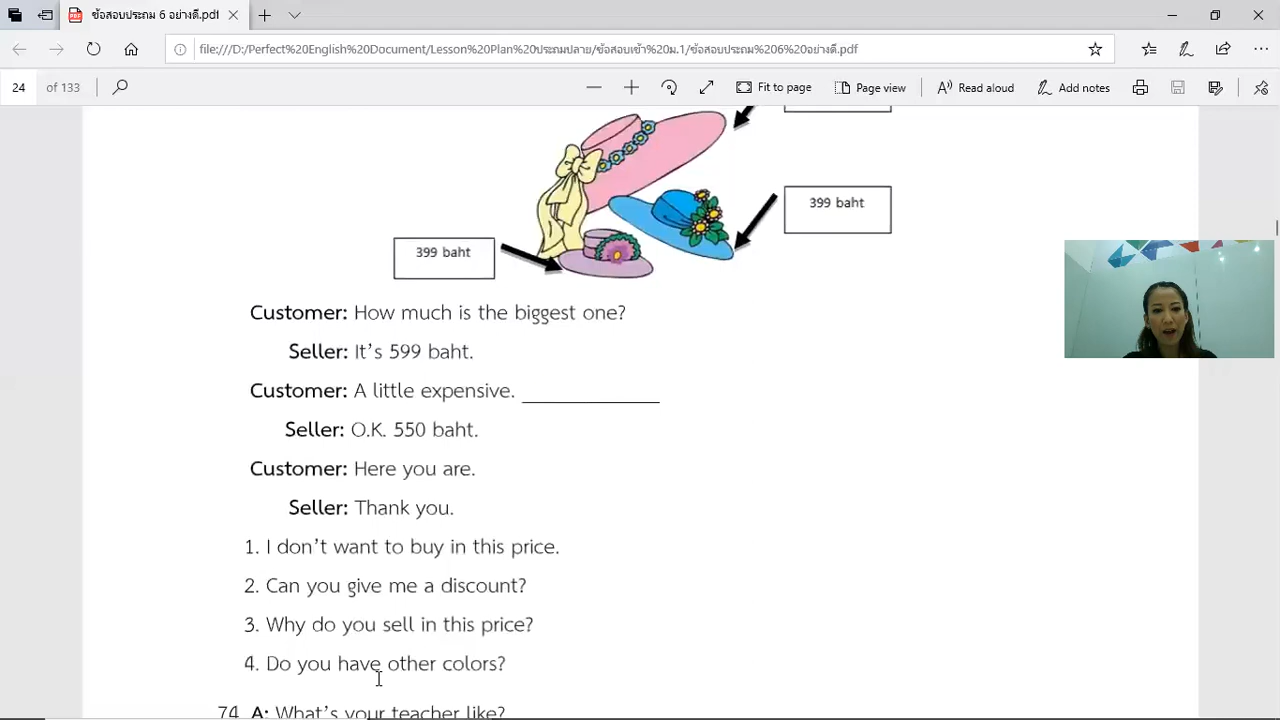 ข้อสอบประถม 6 อย่างดี.pdf
file:///D:/Perfect%20English%20Document/Lesson%20Plan%20ประถมปลาย/ข้อสอบเข้า%20ม.1/ข้อสอบประถม%206%20อย่างดี.pdf
24 of 133
Fit to page
Page view
Read aloud
Add notes
399 baht
399 baht
Customer: How much is the biggest one?
Seller: It's 599 baht.
Customer: A little expensive. ____________
Seller: O.K. 550 baht.
Customer: Here you are.
Seller: Thank you.
1. I don't want to buy in this price.
2. Can you give me a discount?
3. Why do you sell in this price?
4. Do you have other colors?
74 A: What's your teacher like?